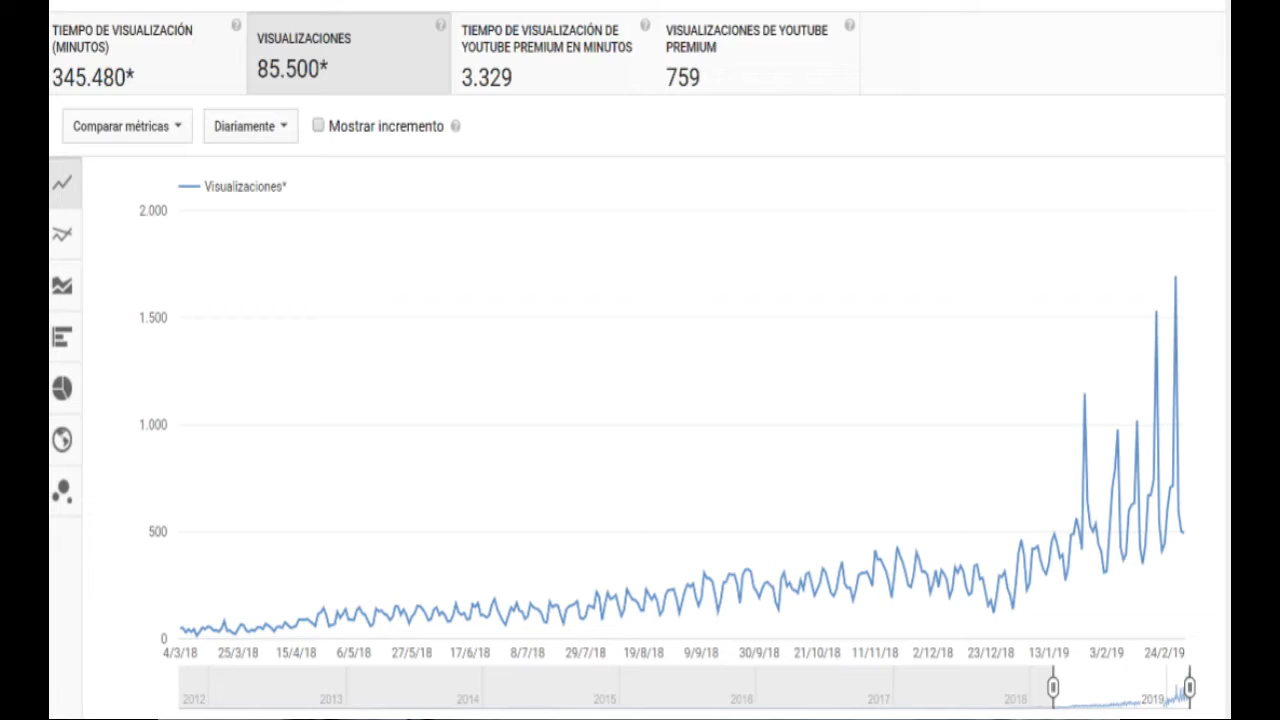 TIEMPO DE VISUALIZACIÓN
(MINUTOS)
345.480*
VISUALIZACIONES
85.500*
TIEMPO DE VISUALIZACIÓN DE
YOUTUBE PREMIUM EN MINUTOS
3.329
VISUALIZACIONES DE YOUTUBE
PREMIUM
759
Comparar métricas
Diariamente
Mostrar incremento
Visualizaciones*
2.000
1.500
1.000
500
0
4/3/18 25/3/18 15/4/18 6/5/18 27/5/18 17/6/18 8/7/18 29/7/18 19/8/18 9/9/18 30/9/18 21/10/18 11/11/18 2/12/18 23/12/18 13/1/19 3/2/19 24/2/19
2012 2013 2014 2015 2016 2017 2018 2019